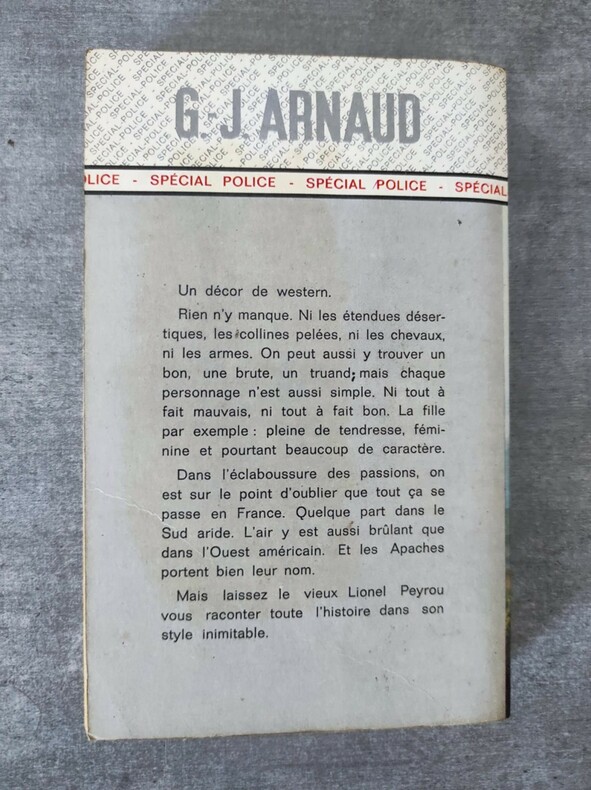 G.-J. ARNAUD
LICE - SPÉCIAL POLICE - SPÉCIAL POLICE - SPÉCIAL
Un décor de western.
Rien n'y manque. Ni les étendues déser-
tiques, les collines pelées, ni les chevaux,
ni les armes. On peut aussi y trouver un
bon, une brute, un truand; mais chaque
personnage n'est aussi simple. Ni tout à
fait mauvais, ni tout à fait bon. La fille
par exemple : pleine de tendresse, fémi-
nine et pourtant beaucoup de caractère.
Dans l'éclaboussure des passions, on
est sur le point d'oublier que tout ça se
passe en France. Quelque part dans le
Sud aride. L'air y est aussi brûlant que
dans l'Ouest américain. Et les Apaches
portent bien leur nom.
Mais laissez le vieux Lionel Peyrou
vous raconter toute l'histoire dans son
style inimitable.